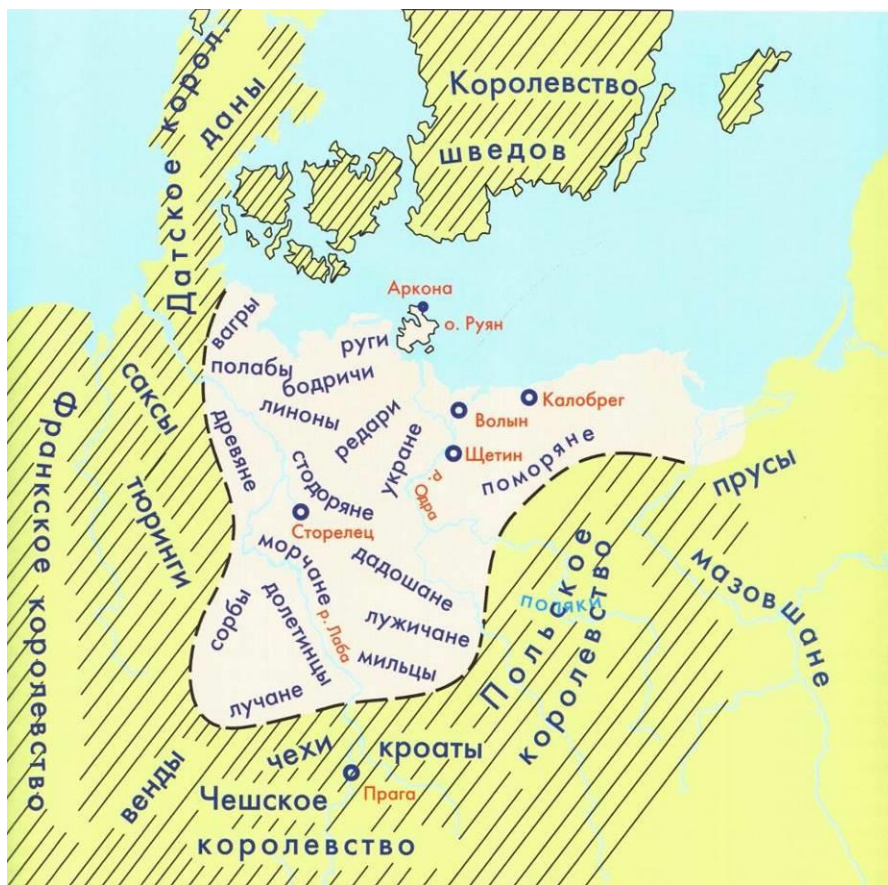 Датское корол.
даны
Королевство
шведов
Аркона
о. Руян
вагры
руги
полабы
бодричи
саксы
линоны
редари
Волын
Калобрег
Франкское королевство
древяне
укране
Щетин
поморяне
прусы
стодоряне
р. Одра
тюринги
Сторелец
морчане
дадошане
мазовшане
сорбы
долетинцы
р. Лаба
лужичане
поляки
Польское
королевство
мильцы
лучане
чехи
кроаты
венды
Прага
Чешское
королевство